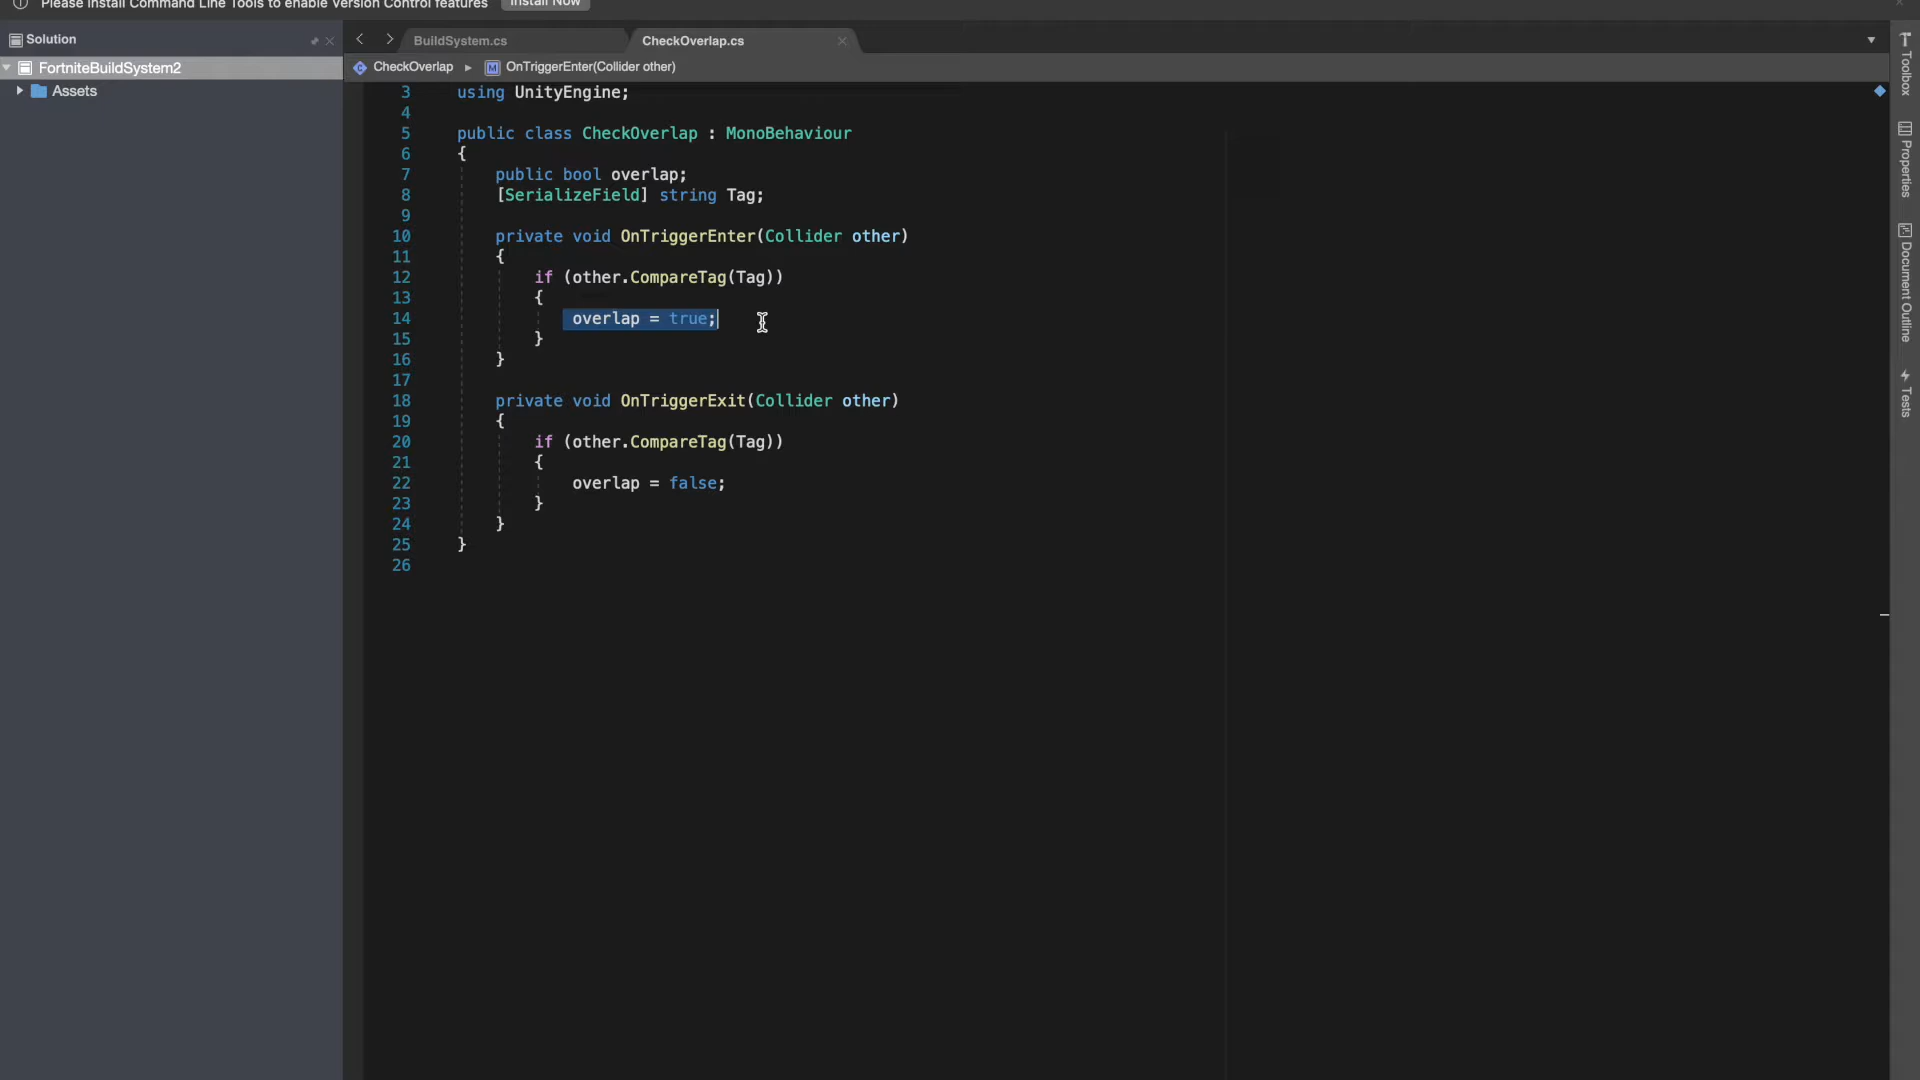 Please Install Command Line Tools to enable Version Control features Install Now
Solution
BuildSystem.cs
CheckOverlap.cs
FortniteBuildSystem2
CheckOverlap ▸ M OnTriggerEnter(Collider other)
Assets
3 using UnityEngine;
4
5 public class CheckOverlap : MonoBehaviour
6 {
7 public bool overlap;
8 [SerializeField] string Tag;
9
10 private void OnTriggerEnter(Collider other)
11 {
12 if (other.CompareTag(Tag))
13 {
14 overlap = true;
15 }
16 }
17
18 private void OnTriggerExit(Collider other)
19 {
20 if (other.CompareTag(Tag))
21 {
22 overlap = false;
23 }
24 }
25 }
26
Toolbox
Properties
Document Outline
Tests